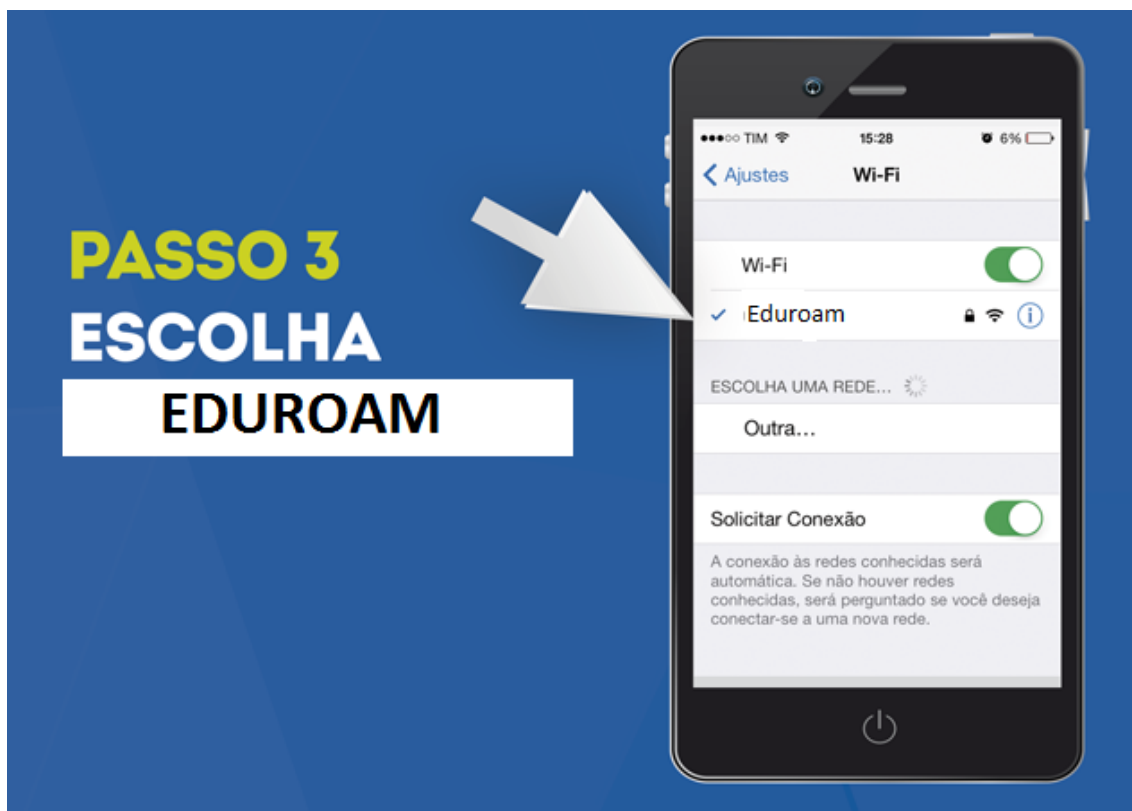 PASSO 3
ESCOLHA
EDUROAM
TIM 15:28 6%
Ajustes Wi-Fi
Wi-Fi
Eduroam
ESCOLHA UMA REDE...
Outra...
Solicitar Conexão
A conexão às redes conhecidas será
automática. Se não houver redes
conhecidas, será perguntado se você deseja
conectar-se a uma nova rede.